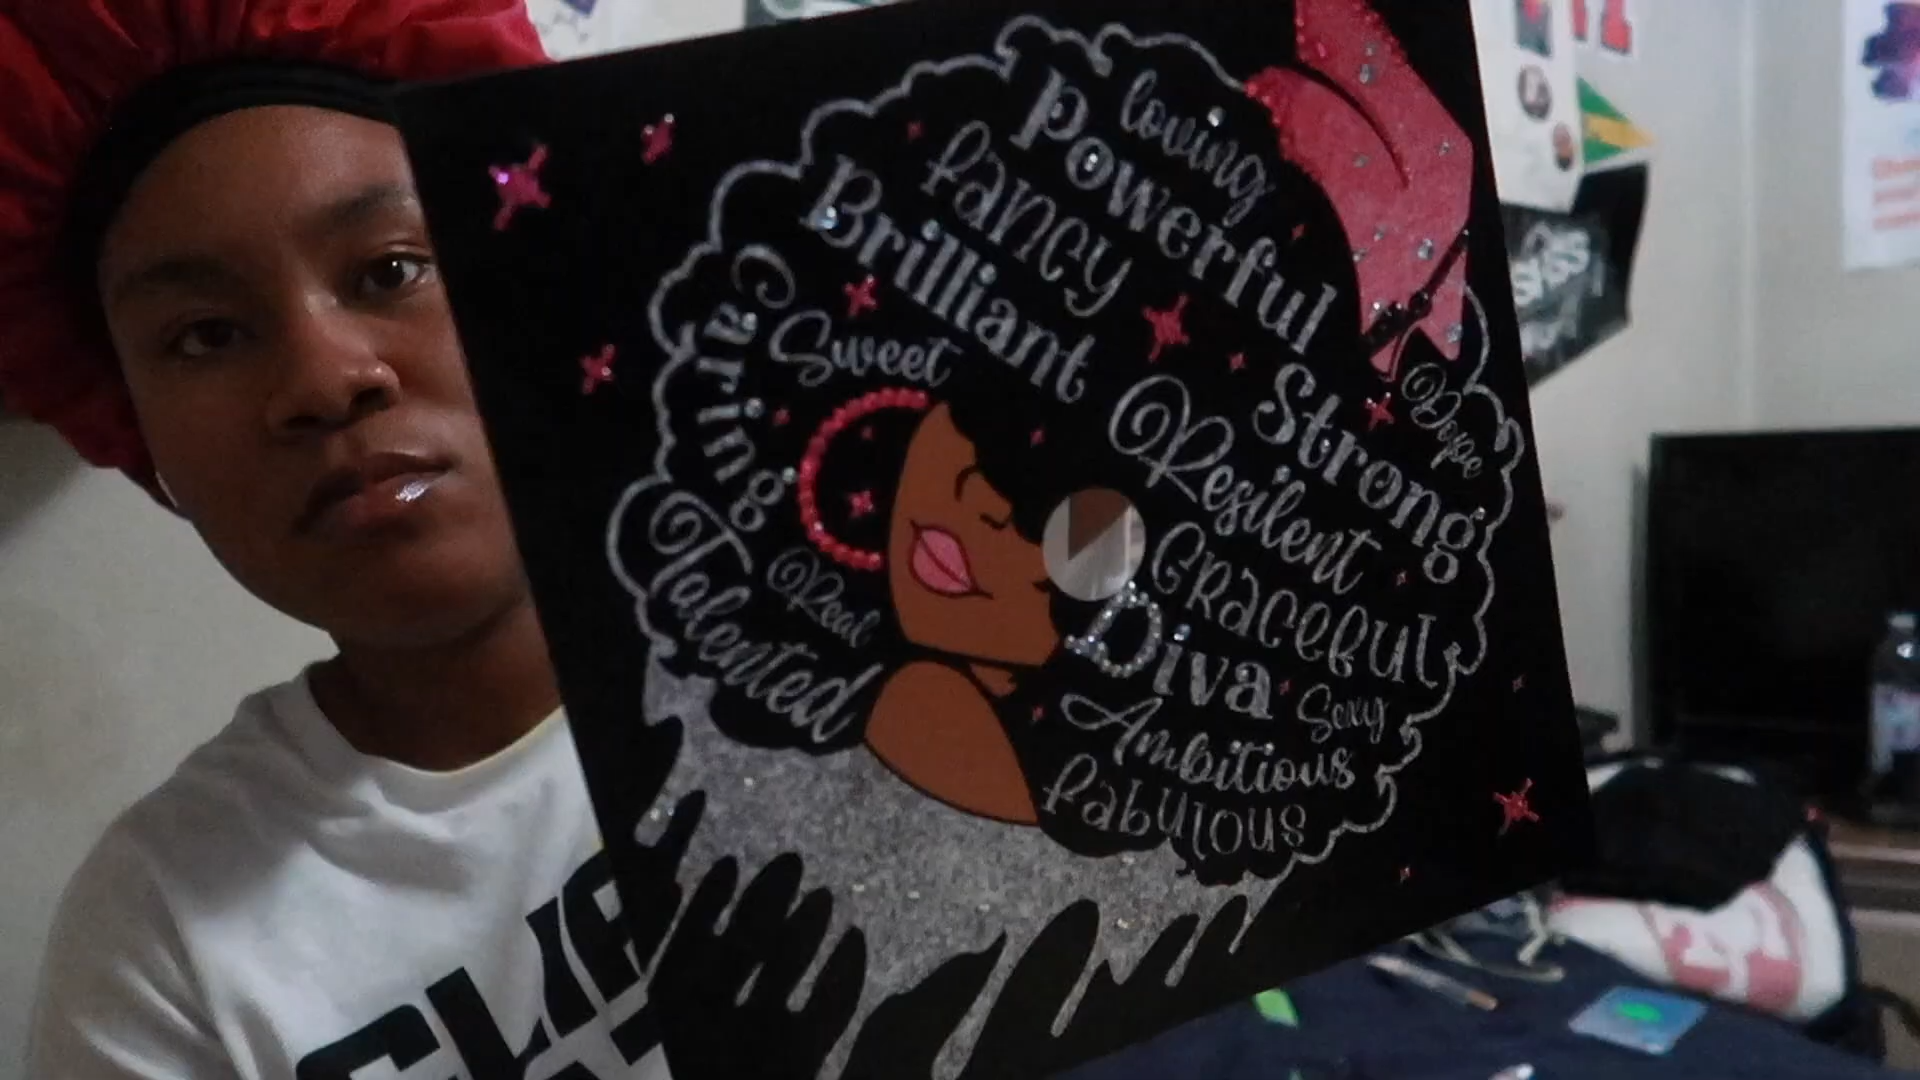 loving
Powerful
fancy
Brilliant
Caring
Sweet
Strong
Dope
Resilent
Graceful
Real
Talented
Diva
Sexy
Ambitious
fabulous